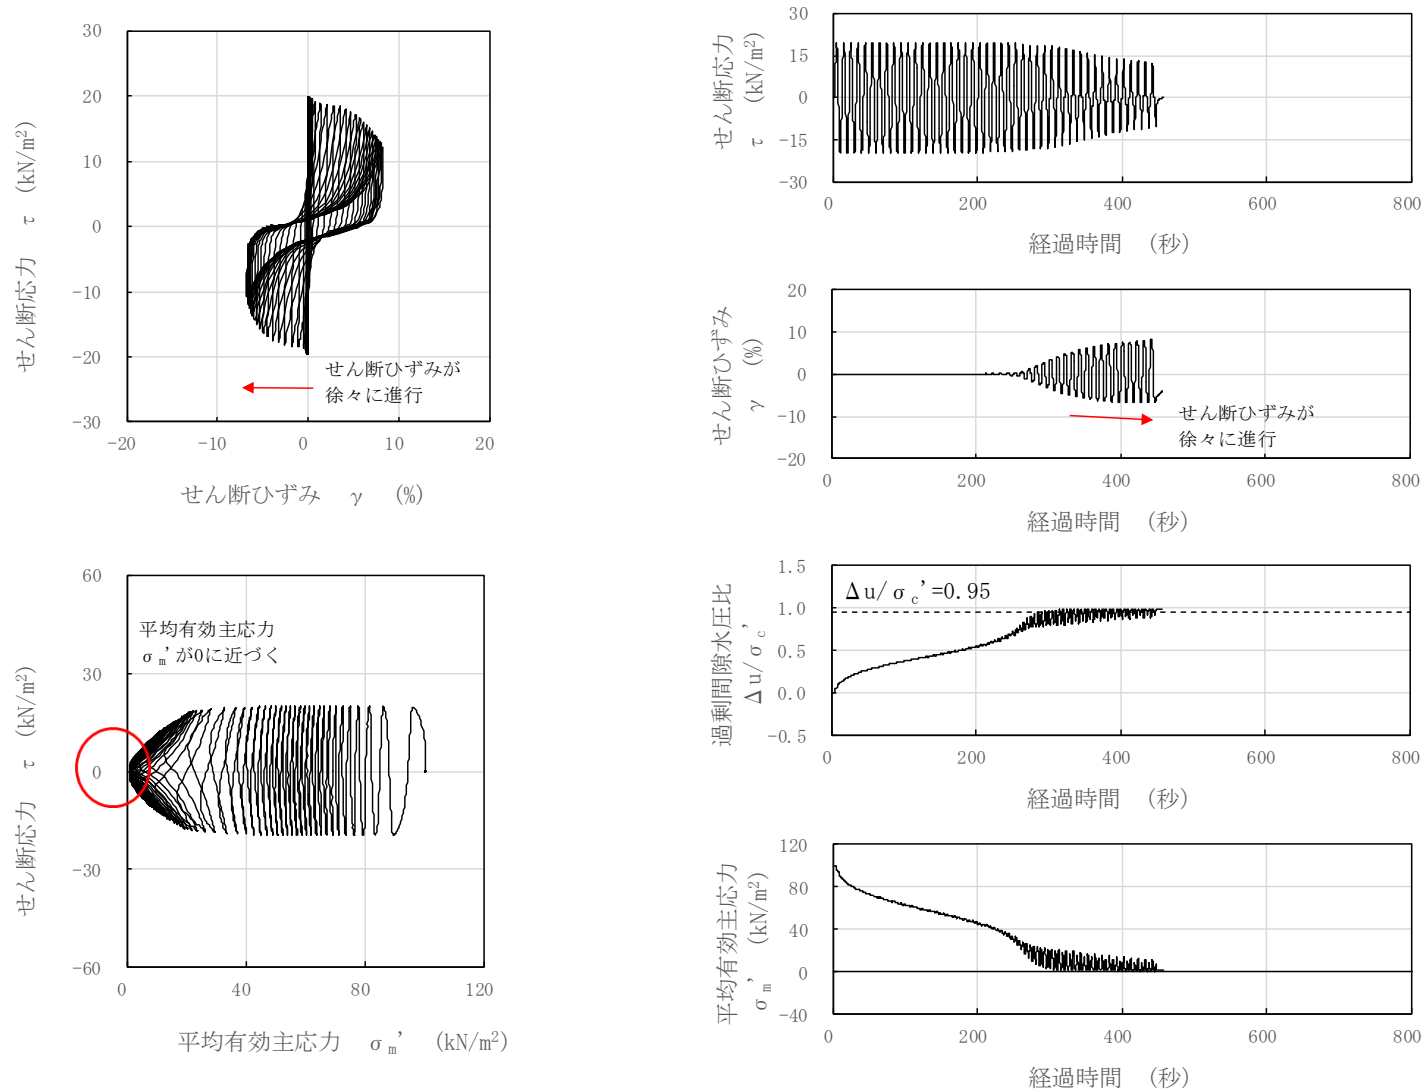 30
20
10
0
-10
-20
-30
せん断応力 τ (kN/m²)
せん断ひずみが
徐々に進行
-20
-10
0
10
20
せん断ひずみ γ (%)
30
15
0
-15
-30
せん断応力
τ (kN/m²)
0
200
400
600
800
経過時間 (秒)
20
10
0
-10
-20
せん断ひずみ
γ (%)
せん断ひずみが
徐々に進行
0
200
400
600
800
経過時間 (秒)
60
30
0
-30
-60
せん断応力 τ (kN/m²)
平均有効主応力
σm'が0に近づく
0
40
80
120
平均有効主応力 σm' (kN/m²)
1.5
1.0
0.5
0.0
-0.5
過剰間隙水圧比
Δu/σc'
Δu/σc'=0.95
0
200
400
600
800
経過時間 (秒)
120
80
40
0
-40
平均有効主応力
σm' (kN/m²)
0
200
400
600
800
経過時間 (秒)